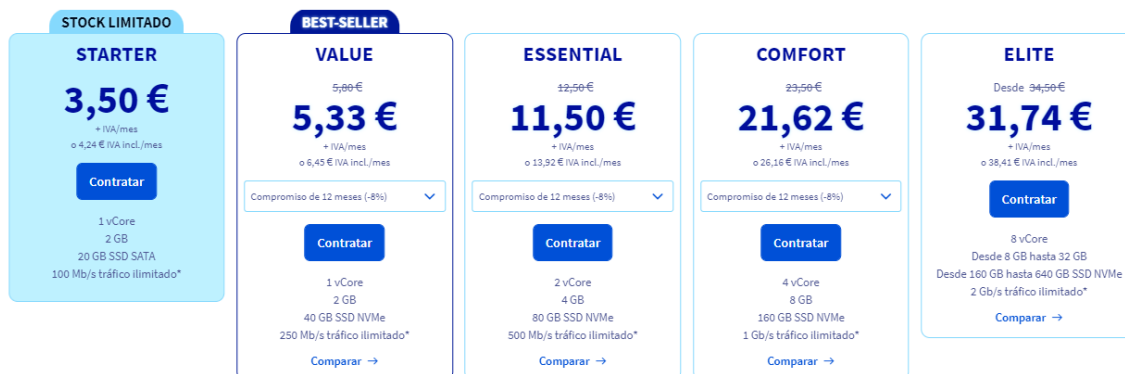 STOCK LIMITADO
STARTER
3,50 €
+ IVA/mes
o 4,24 € IVA incl./mes
Contratar
1 vCore
2 GB
20 GB SSD SATA
100 Mb/s tráfico ilimitado*
BEST-SELLER
VALUE
5,80 €
5,33 €
+ IVA/mes
o 6,45 € IVA incl./mes
Compromiso de 12 meses (-8%)
Contratar
1 vCore
2 GB
40 GB SSD NVMe
250 Mb/s tráfico ilimitado*
Comparar →
ESSENTIAL
12,50 €
11,50 €
+ IVA/mes
o 13,92 € IVA incl./mes
Compromiso de 12 meses (-8%)
Contratar
2 vCore
4 GB
80 GB SSD NVMe
500 Mb/s tráfico ilimitado*
Comparar →
COMFORT
23,50 €
21,62 €
+ IVA/mes
o 26,16 € IVA incl./mes
Compromiso de 12 meses (-8%)
Contratar
4 vCore
8 GB
160 GB SSD NVMe
1 Gb/s tráfico ilimitado*
Comparar →
ELITE
Desde 34,50 €
31,74 €
+ IVA/mes
o 38,41 € IVA incl./mes
Contratar
8 vCore
Desde 8 GB hasta 32 GB
Desde 160 GB hasta 640 GB SSD NVMe
2 Gb/s tráfico ilimitado*
Comparar →